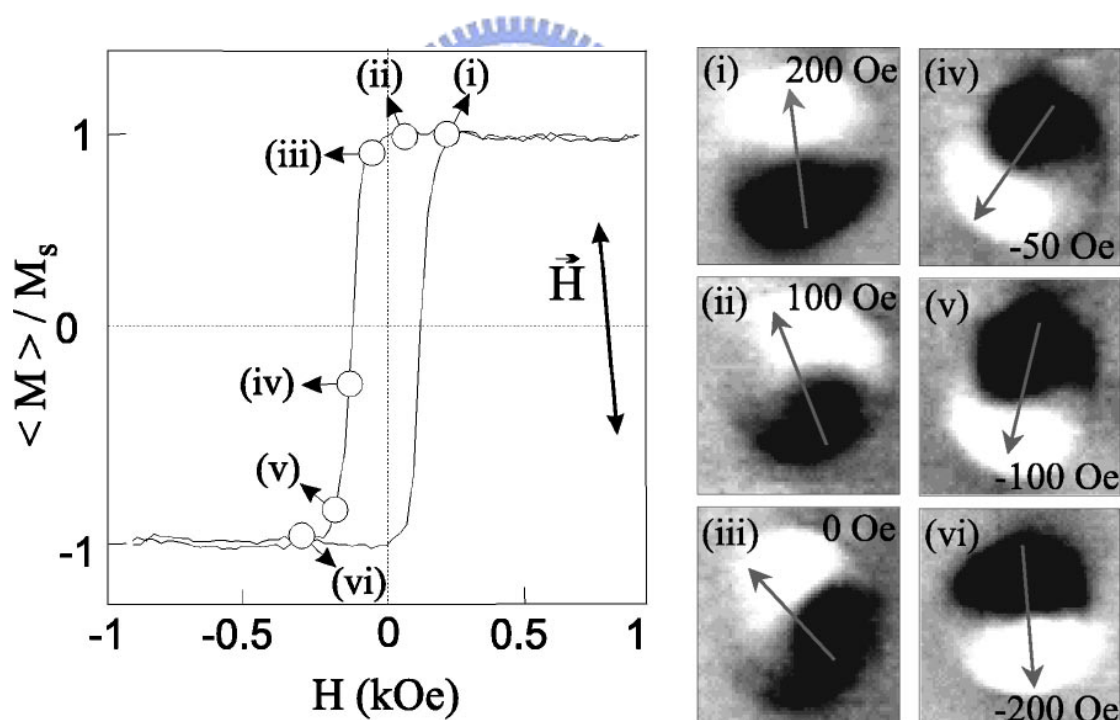 < M > / Mₛ
1
0
-1
-1
-0.5
0
0.5
1
H (kOe)
(i)
(ii)
(iii)
(iv)
(v)
(vi)
H⃗
(i) 200 Oe
(ii) 100 Oe
(iii) 0 Oe
(iv) -50 Oe
(v) -100 Oe
(vi) -200 Oe